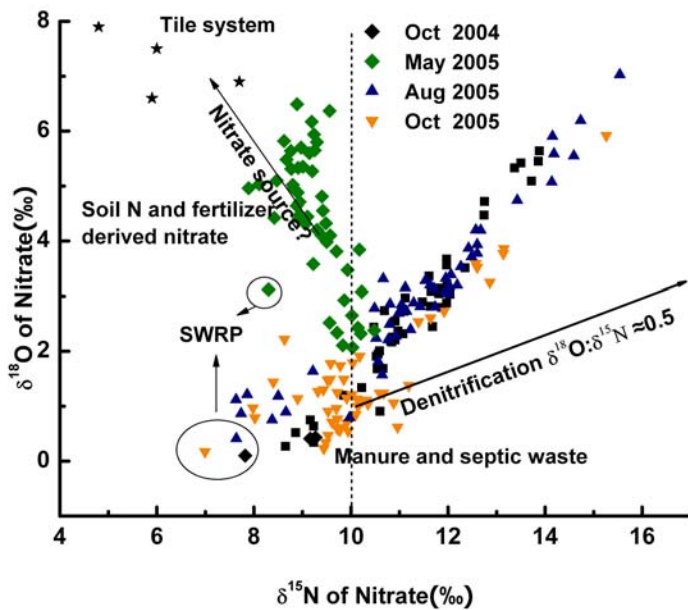 Tile system
Oct 2004
May 2005
Aug 2005
Oct 2005
Nitrate source?
Soil N and fertilizer
derived nitrate
SWRP
Denitrification δ¹⁸O:δ¹⁵N ≈0.5
Manure and septic waste
δ¹⁸O of Nitrate(‰)
8
6
4
2
0
4 6 8 10 12 14 16
δ¹⁵N of Nitrate(‰)